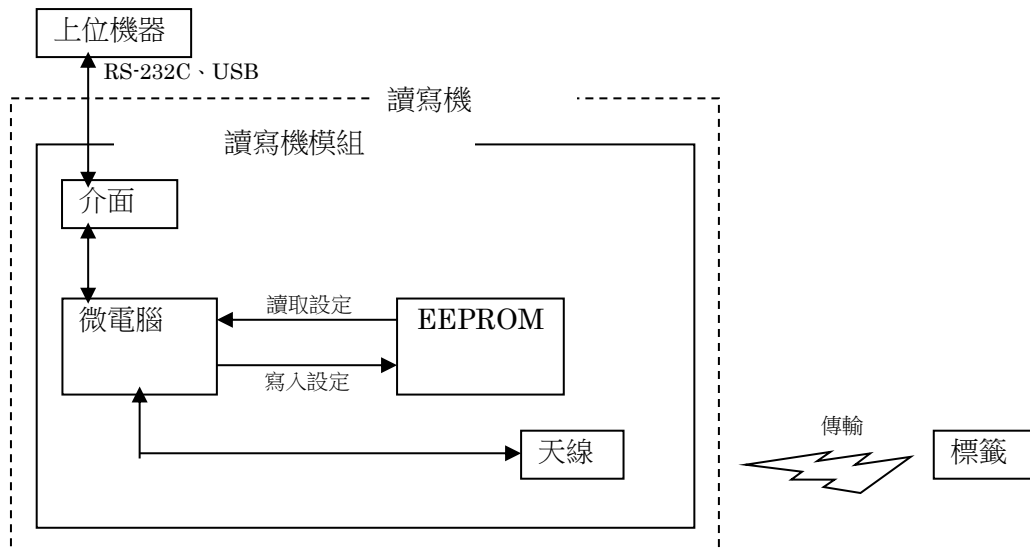 上位機器
RS-232C、USB
讀寫機
讀寫機模組
介面
微電腦
讀取設定
EEPROM
寫入設定
天線
傳輸
標籤